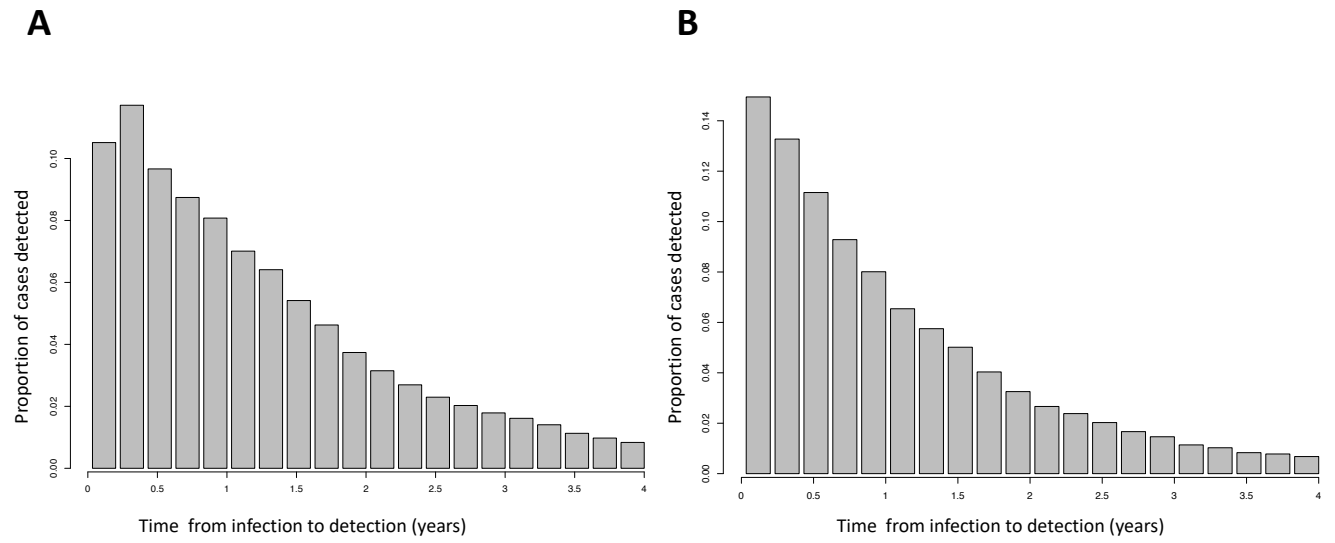 A
Proportion of cases detected
0.00 0.02 0.04 0.06 0.08 0.10
0 0.5 1 1.5 2 2.5 3 3.5 4
Time from infection to detection (years)
B
Proportion of cases detected
0.00 0.02 0.04 0.06 0.08 0.10 0.12 0.14
0 0.5 1 1.5 2 2.5 3 3.5 4
Time from infection to detection (years)